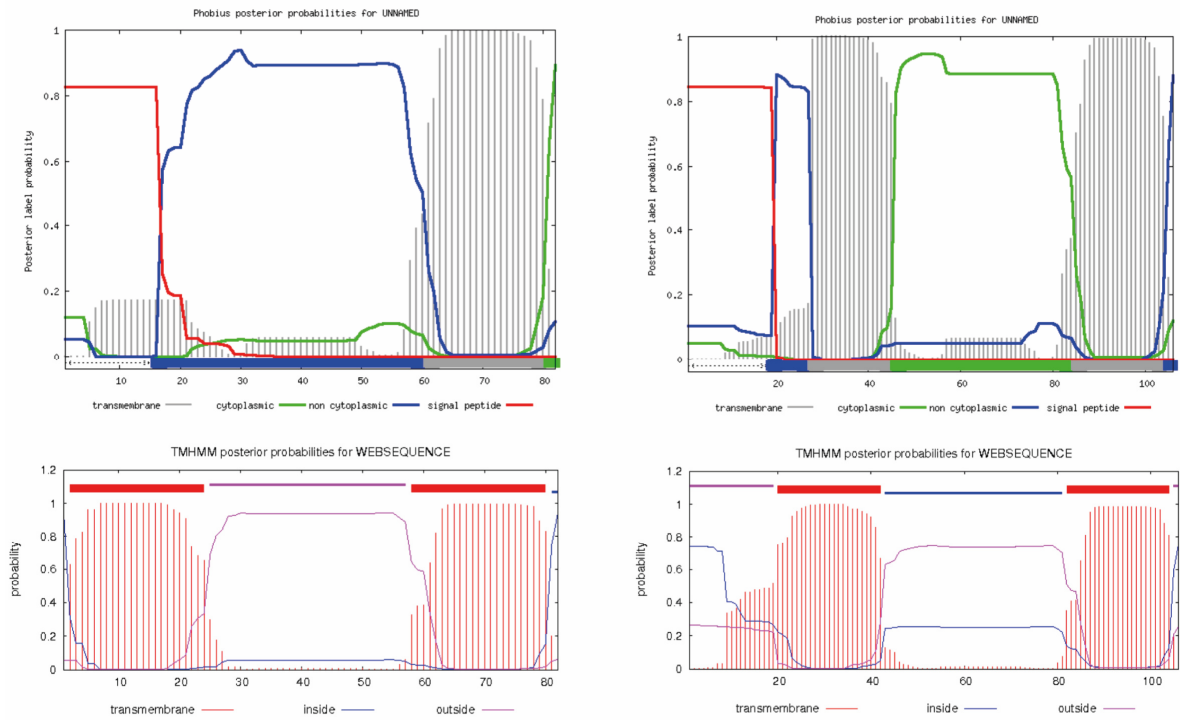 Phobius posterior probabilities for UNNAMED
Posterior label probability
1
0.8
0.6
0.4
0.2
0
10 20 30 40 50 60 70 80
transmembrane cytoplasmic non cytoplasmic signal peptide
Phobius posterior probabilities for UNNAMED
Posterior label probability
1
0.8
0.6
0.4
0.2
0
20 40 60 80 100
transmembrane cytoplasmic non cytoplasmic signal peptide
TMHMM posterior probabilities for WEBSEQUENCE
probability
1.2
1
0.8
0.6
0.4
0.2
0
10 20 30 40 50 60 70 80
transmembrane inside outside
TMHMM posterior probabilities for WEBSEQUENCE
probability
1.2
1
0.8
0.6
0.4
0.2
0
20 40 60 80 100
transmembrane inside outside